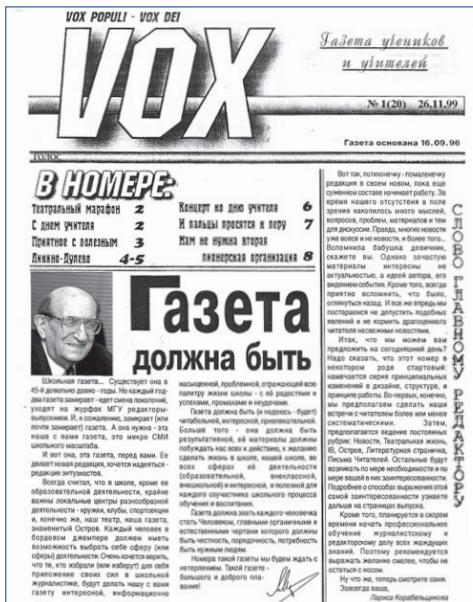 VOX POPULI - VOX DEI
VOX
Газета учеников
и учителей
№ 1(20) 26.11.99
Газета основана 16.09.96
ГОЛОС
В НОМЕРЕ:
Театральный марафон 2
С днем учителя 2
Приятное с полезным 3
Ликино-Дулево 4-5
Концерт ко дню учителя 6
И пальцы просятся к перу 7
Нам не нужна вторая
пионерская организация 8
Газета
должна быть
Школьная газета... Существует она в
45-й довольно давно - годы. Но каждый год-
два газета замирает - идет смена поколений:
уходят на журфак МГУ редакторы-
выпускники. И, к сожалению, замирает (или
почти замирает) газета. А она нужна - эта
наша с вами газета, это микро СМИ
школьного масштаба.
И вот она, эта газета, перед вами. Ее
делает новая редакция, хочется надеяться -
редакция энтузиастов.
Всегда считал, что в школе, кроме ее
образовательной деятельности, крайне
важны локальные центры разнообразной
деятельности - кружки, клубы, спортсекции
и, конечно же, наш театр, наша газета,
знаменитый Остров. Каждый человек в
бордовом джемпере должен иметь
возможность выбрать себе сферу (или
сферы) деятельности. Очень хочется верить,
что те, кто избрали (или изберут) для себя
приложение своих сил в школьной
журналистике, будут делать нашу с вами
газету интересной, информационно
насыщенной, проблемной, отражающей всю
палитру жизни школы - с её радостями и
успехами, промахами и неудачами.
Газета должна быть (и надеюсь - будет)
читабельной, интересной, привлекательной.
Больше того - она должна быть
результативной, её материалы должны
побуждать нас всех к действию, к желанию
сделать жизнь в школе, нашей школе, во
всех сферах её деятельности
(образовательной, внеклассной,
внешкольной) и интересной, и полезной для
каждого соучастника школьного процесса
обучения и воспитания.
Газета должна звать каждого человечка
стать Человеком, главными органичными и
естественными чертами которого должны
быть честность, порядочность, потребность
быть нужным людям.
Номера такой газеты мы будем ждать с
нетерпением. Такой газете -
большого и доброго пла-
вания!
Вот так, потихонечку - помаленечку
редакция в своем новом, пока еще
суженном составе начинает работу. За
время нашего отсутствия в поле
зрения накопилось много мыслей,
вопросов, проблем, материалов и тем
для дискуссии. Правда, многие новости
уже вовсе и не новости, и более того...
Вспомнила бабушка девичник,
скажете вы. Однако зачастую
материалы интересны не
актуальностью, а идеей автора, его
видением события. Кроме того, всегда
приятно вспомнить, что было,
оглянуться назад. И все же впредь мы
постараемся не допустить подобных
явлений и не кормить драгоценного
читателя несвежими новостями.
Итак, что мы можем вам
предложить на сегодняшний день?
Надо сказать, что этот номер в
некотором роде стартовый:
намечается серия принципиальных
изменений в дизайне, структуре, и
принципе работы. Во-первых, конечно,
мы предполагаем сделать наши
встречи с читателем более или менее
систематическими. Затем,
предполагается ведение постоянных
рубрик: Новости, Театральная жизнь,
IB, Остров, Литературная страничка,
Письма Читателей. Остальные будут
возникать по мере необходимости и по
мере вашей в них заинтересованности.
Подробнее о способах выражения этой
самой заинтересованности узнаете
дальше на страницах выпуска.
Кроме того, планируется в скором
времени начать профессиональное
обучение журналистскому и
редакторскому делу всех жаждущих
знаний. Поэтому рекомендуется
выражать желание смелее, чтобы не
остаться с носом.
Ну что же, теперь смотрите сами.
Завсегда ваша,
Лариса Корабельщикова
СЛОВО ГЛАВНОМУ РЕДАКТОРУ